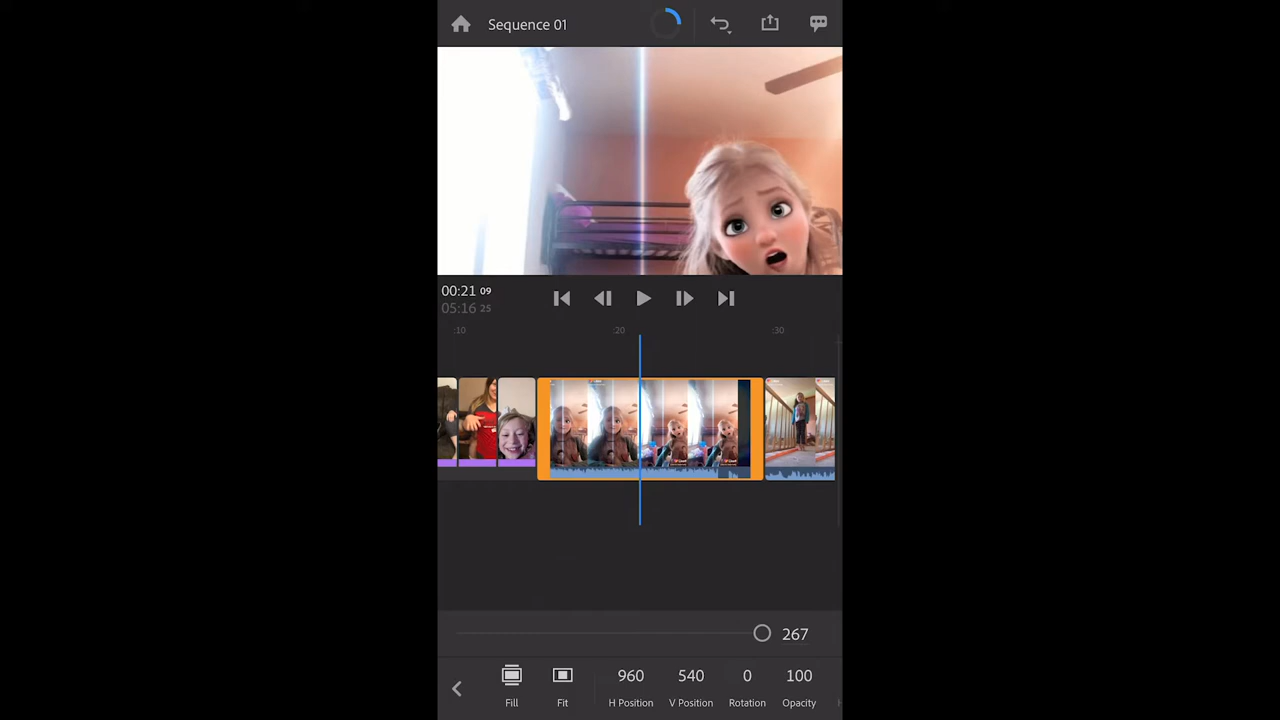 Sequence 01
00:21 09
05:16 25
:10 :20 :30
267
960 540 0 100
Fill Fit H Position V Position Rotation Opacity